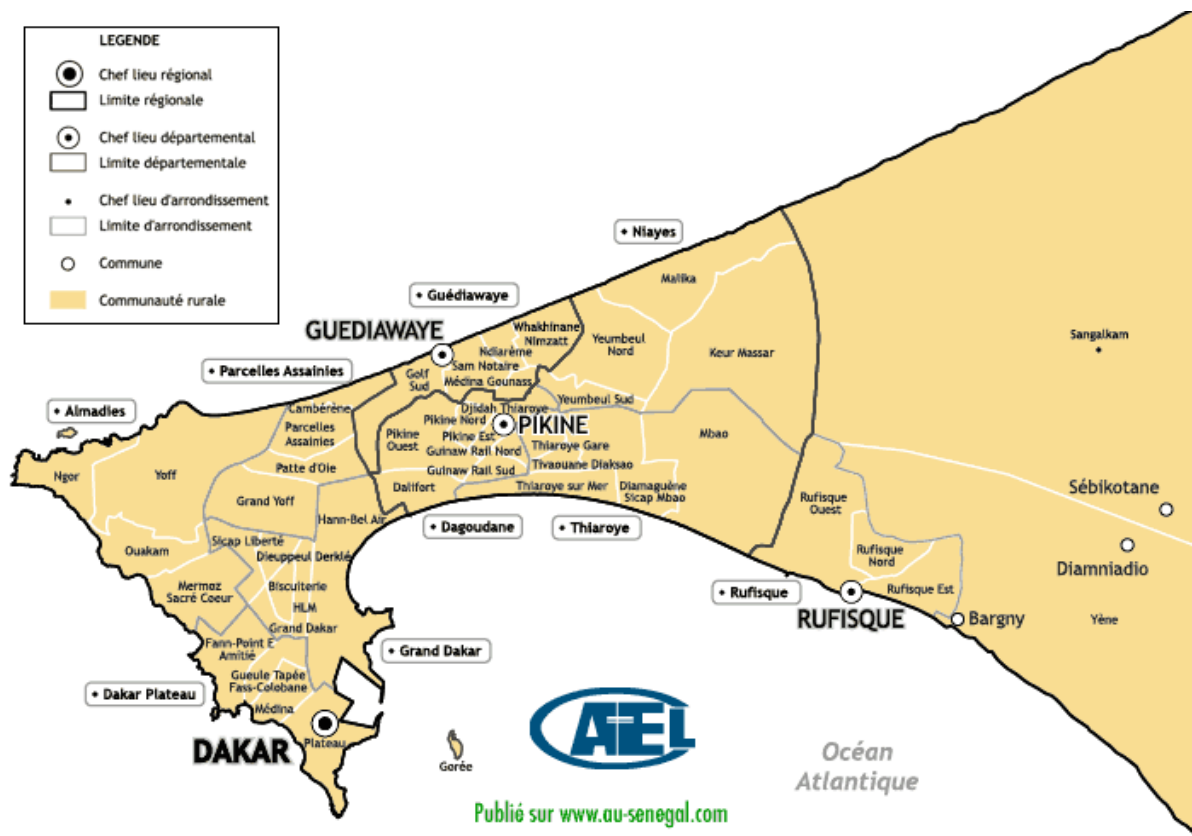 LEGENDE
Chef lieu régional
Limite régionale
Chef lieu départemental
Limite départementale
Chef lieu d'arrondissement
Limite d'arrondissement
Commune
Communauté rurale
Niayes
Malika
Guédiawaye
GUEDIAWAYE
Whakhinane
Nimzatt
Yeumbeul
Nord
Keur Massar
Sangalkam
Ndiarème
Sam Notaire
Golf
Sud
Médina Gounass
Parcelles Assainies
Yeumbeul Sud
Almadies
Cambérène
Parcelles
Assainies
Djidah Thiaroye
Pikine Nord
PIKINE
Pikine
Ouest
Pikine Est
Guinaw Rail Nord
Thiaroye Gare
Mbao
Patte d'Oie
Guinaw Rail Sud
Tivaouane Diaksao
Ngor
Yoff
Dalifort
Thiaroye sur Mer
Diamaguène
Sicap Mbao
Grand Yoff
Hann-Bel Air
Dagoudane
Thiaroye
Rufisque
Ouest
Sébikotane
Ouakam
Sicap Liberté
Dieuppeul Derklé
Rufisque
Nord
Diamniadio
Mermoz
Sacré Coeur
Biscuiterie
Rufisque Est
Rufisque
RUFISQUE
HLM
Grand Dakar
Bargny
Yène
Fann-Point E
Amitié
Grand Dakar
Gueule Tapée
Fass-Colobane
Dakar Plateau
Médina
DAKAR
Plateau
Gorée
ATEL
Océan
Atlantique
Publié sur www.au-senegal.com